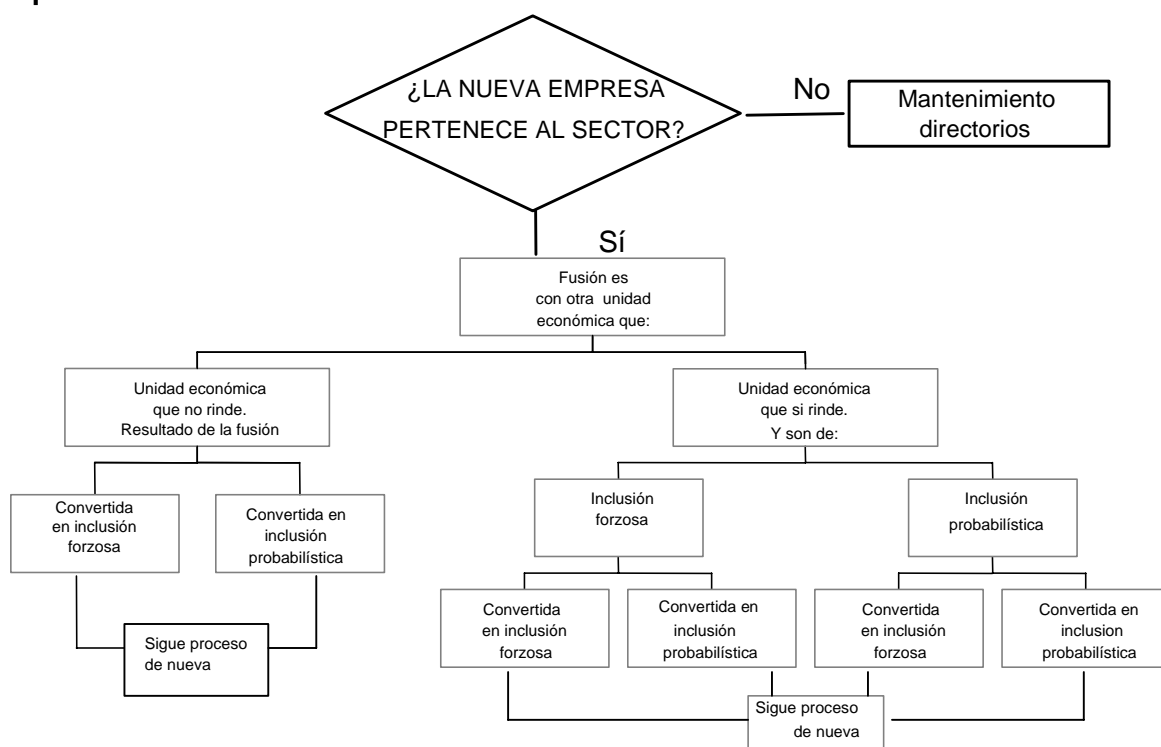 ¿LA NUEVA EMPRESA
PERTENECE AL SECTOR?
No
Mantenimiento
directorios
Sí
Fusión es
con otra unidad
económica que:
Unidad económica
que no rinde.
Resultado de la fusión
Unidad económica
que si rinde.
Y son de:
Convertida
en inclusión
forzosa
Convertida en
inclusión
probabilística
Inclusión
forzosa
Inclusión
probabilística
Convertida
en inclusión
forzosa
Convertida en
inclusión
probabilística
Convertida
en inclusión
forzosa
Convertida en
inclusion
probabilística
Sigue proceso
de nueva
Sigue proceso
de nueva